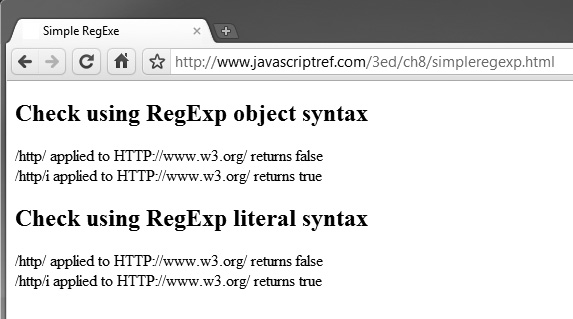 Simple RegExe
http://www.javascriptref.com/3ed/ch8/simpleregexp.html
Check using RegExp object syntax
/http/ applied to HTTP://www.w3.org/ returns false
/http/i applied to HTTP://www.w3.org/ returns true
Check using RegExp literal syntax
/http/ applied to HTTP://www.w3.org/ returns false
/http/i applied to HTTP://www.w3.org/ returns true